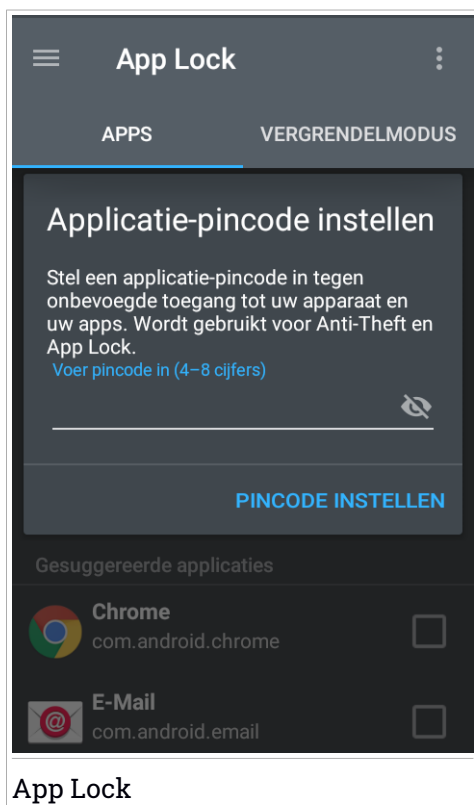 App Lock
APPS
VERGRENDELMODUS
Applicatie-pincode instellen
Stel een applicatie-pincode in tegen
onbevoegde toegang tot uw apparaat en
uw apps. Wordt gebruikt voor Anti-Theft en
App Lock.
Voer pincode in (4–8 cijfers)
PINCODE INSTELLEN
Gesuggereerde applicaties
Chrome
com.android.chrome
E-Mail
com.android.email
App Lock